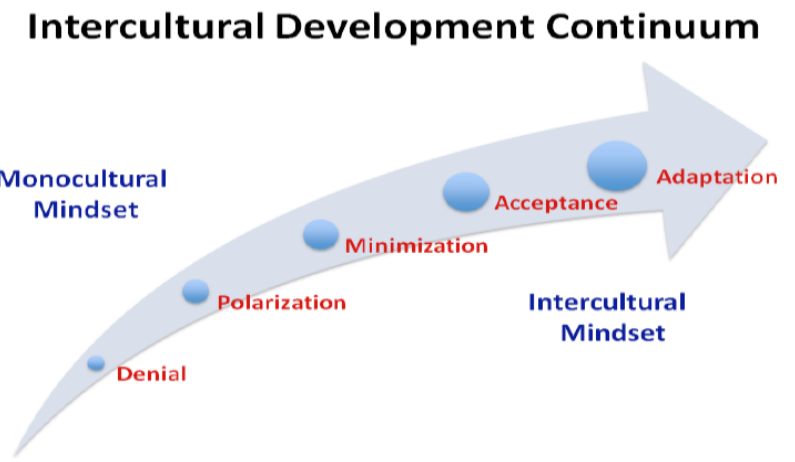 Intercultural Development Continuum
Monocultural
Mindset
Adaptation
Acceptance
Minimization
Polarization
Intercultural
Mindset
Denial